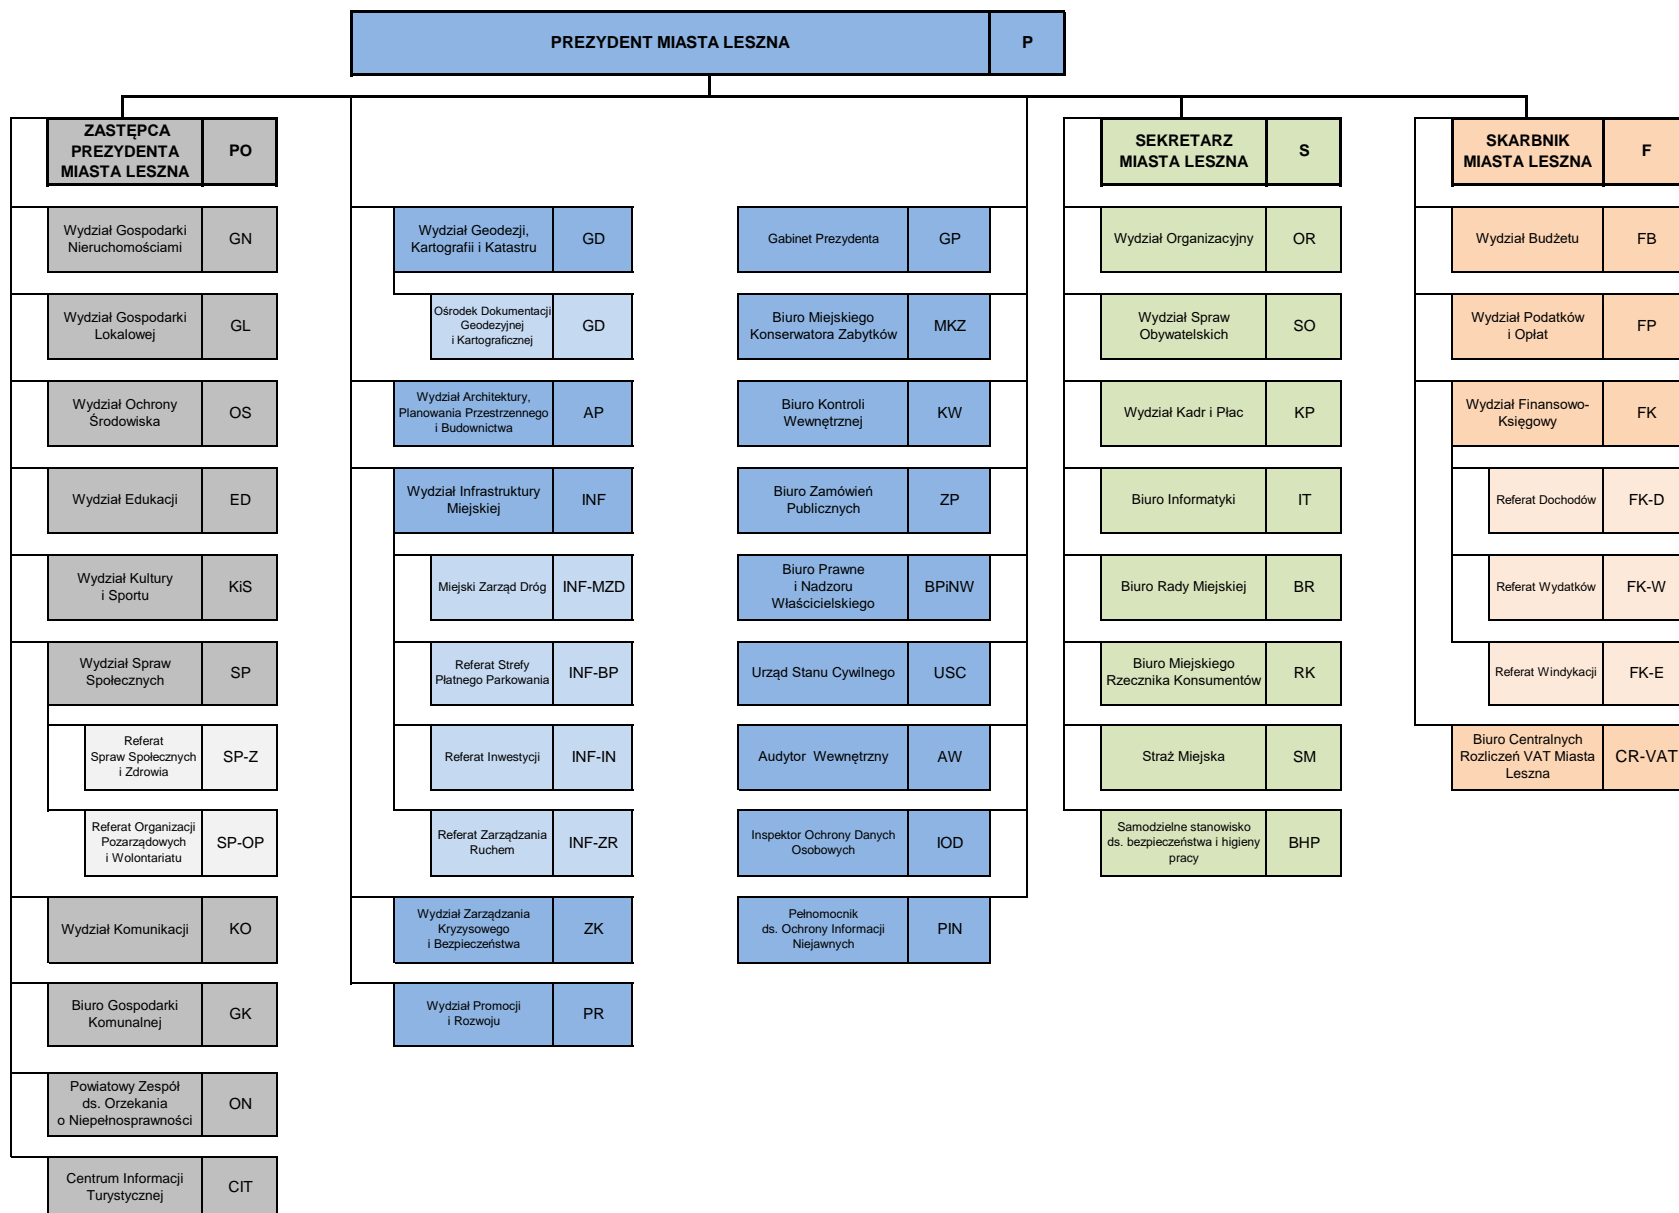 PREZYDENT MIASTA LESZNA
P
ZASTĘPCA
PREZYDENTA
MIASTA LESZNA
PO
Wydział Gospodarki
Nieruchomościami
GN
Wydział Gospodarki
Lokalowej
GL
Wydział Ochrony
Środowiska
OS
Wydział Edukacji
ED
Wydział Kultury
i Sportu
KiS
Wydział Spraw
Społecznych
SP
Referat
Spraw Społecznych
i Zdrowia
SP-Z
Referat Organizacji
Pozarządowych
i Wolontariatu
SP-OP
Wydział Komunikacji
KO
Biuro Gospodarki
Komunalnej
GK
Powiatowy Zespół
ds. Orzekania
o Niepełnosprawności
ON
Centrum Informacji
Turystycznej
CIT
Wydział Geodezji,
Kartografii i Katastru
GD
Ośrodek Dokumentacji
Geodezyjnej
i Kartograficznej
GD
Wydział Architektury,
Planowania Przestrzennego
i Budownictwa
AP
Wydział Infrastruktury
Miejskiej
INF
Miejski Zarząd Dróg
INF-MZD
Referat Strefy
Płatnego Parkowania
INF-BP
Referat Inwestycji
INF-IN
Referat Zarządzania
Ruchem
INF-ZR
Wydział Zarządzania
Kryzysowego
i Bezpieczeństwa
ZK
Wydział Promocji
i Rozwoju
PR
Gabinet Prezydenta
GP
Biuro Miejskiego
Konserwatora Zabytków
MKZ
Biuro Kontroli
Wewnętrznej
KW
Biuro Zamówień
Publicznych
ZP
Biuro Prawne
i Nadzoru
Właścicielskiego
BPiNW
Urząd Stanu Cywilnego
USC
Audytor Wewnętrzny
AW
Inspektor Ochrony Danych
Osobowych
IOD
Pełnomocnik
ds. Ochrony Informacji
Niejawnych
PIN
SEKRETARZ
MIASTA LESZNA
S
Wydział Organizacyjny
OR
Wydział Spraw
Obywatelskich
SO
Wydział Kadr i Płac
KP
Biuro Informatyki
IT
Biuro Rady Miejskiej
BR
Biuro Miejskiego
Rzecznika Konsumentów
RK
Straż Miejska
SM
Samodzielne stanowisko
ds. bezpieczeństwa i higieny
pracy
BHP
SKARBNIK
MIASTA LESZNA
F
Wydział Budżetu
FB
Wydział Podatków
i Opłat
FP
Wydział Finansowo-
Księgowy
FK
Referat Dochodów
FK-D
Referat Wydatków
FK-W
Referat Windykacji
FK-E
Biuro Centralnych
Rozliczeń VAT Miasta
Leszna
CR-VAT